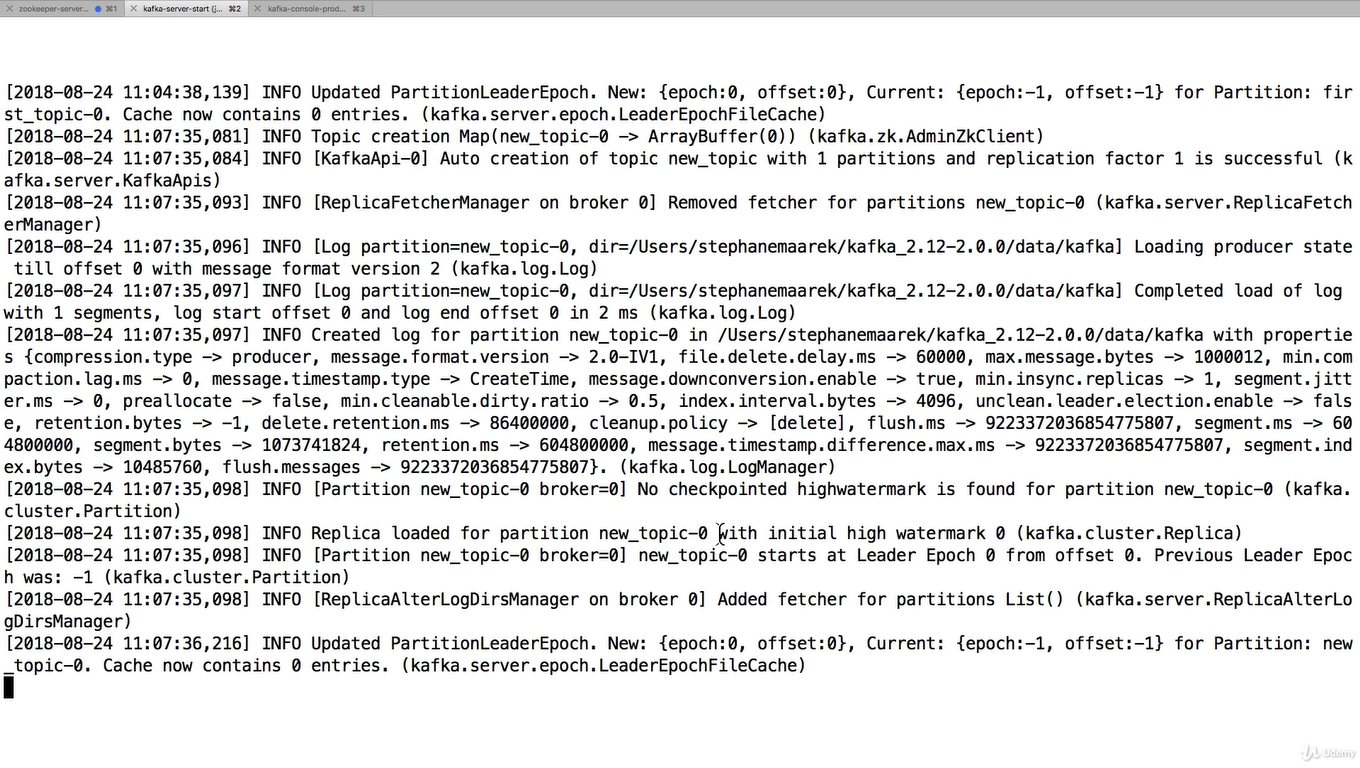 zookeeper-server... ⌘1 kafka-server-start (j... ⌘2 kafka-console-prod... ⌘3
[2018-08-24 11:04:38,139] INFO Updated PartitionLeaderEpoch. New: {epoch:0, offset:0}, Current: {epoch:-1, offset:-1} for Partition: fir
st_topic-0. Cache now contains 0 entries. (kafka.server.epoch.LeaderEpochFileCache)
[2018-08-24 11:07:35,081] INFO Topic creation Map(new_topic-0 -> ArrayBuffer(0)) (kafka.zk.AdminZkClient)
[2018-08-24 11:07:35,084] INFO [KafkaApi-0] Auto creation of topic new_topic with 1 partitions and replication factor 1 is successful (k
afka.server.KafkaApis)
[2018-08-24 11:07:35,093] INFO [ReplicaFetcherManager on broker 0] Removed fetcher for partitions new_topic-0 (kafka.server.ReplicaFetch
erManager)
[2018-08-24 11:07:35,096] INFO [Log partition=new_topic-0, dir=/Users/stephanemaarek/kafka_2.12-2.0.0/data/kafka] Loading producer state
 till offset 0 with message format version 2 (kafka.log.Log)
[2018-08-24 11:07:35,097] INFO [Log partition=new_topic-0, dir=/Users/stephanemaarek/kafka_2.12-2.0.0/data/kafka] Completed load of log
with 1 segments, log start offset 0 and log end offset 0 in 2 ms (kafka.log.Log)
[2018-08-24 11:07:35,097] INFO Created log for partition new_topic-0 in /Users/stephanemaarek/kafka_2.12-2.0.0/data/kafka with propertie
s {compression.type -> producer, message.format.version -> 2.0-IV1, file.delete.delay.ms -> 60000, max.message.bytes -> 1000012, min.com
paction.lag.ms -> 0, message.timestamp.type -> CreateTime, message.downconversion.enable -> true, min.insync.replicas -> 1, segment.jitt
er.ms -> 0, preallocate -> false, min.cleanable.dirty.ratio -> 0.5, index.interval.bytes -> 4096, unclean.leader.election.enable -> fals
e, retention.bytes -> -1, delete.retention.ms -> 86400000, cleanup.policy -> [delete], flush.ms -> 9223372036854775807, segment.ms -> 60
4800000, segment.bytes -> 1073741824, retention.ms -> 604800000, message.timestamp.difference.max.ms -> 9223372036854775807, segment.ind
ex.bytes -> 10485760, flush.messages -> 9223372036854775807}. (kafka.log.LogManager)
[2018-08-24 11:07:35,098] INFO [Partition new_topic-0 broker=0] No checkpointed highwatermark is found for partition new_topic-0 (kafka.
cluster.Partition)
[2018-08-24 11:07:35,098] INFO Replica loaded for partition new_topic-0 with initial high watermark 0 (kafka.cluster.Replica)
[2018-08-24 11:07:35,098] INFO [Partition new_topic-0 broker=0] new_topic-0 starts at Leader Epoch 0 from offset 0. Previous Leader Epoc
h was: -1 (kafka.cluster.Partition)
[2018-08-24 11:07:35,098] INFO [ReplicaAlterLogDirsManager on broker 0] Added fetcher for partitions List() (kafka.server.ReplicaAlterLo
gDirsManager)
[2018-08-24 11:07:36,216] INFO Updated PartitionLeaderEpoch. New: {epoch:0, offset:0}, Current: {epoch:-1, offset:-1} for Partition: new
_topic-0. Cache now contains 0 entries. (kafka.server.epoch.LeaderEpochFileCache)
Udemy